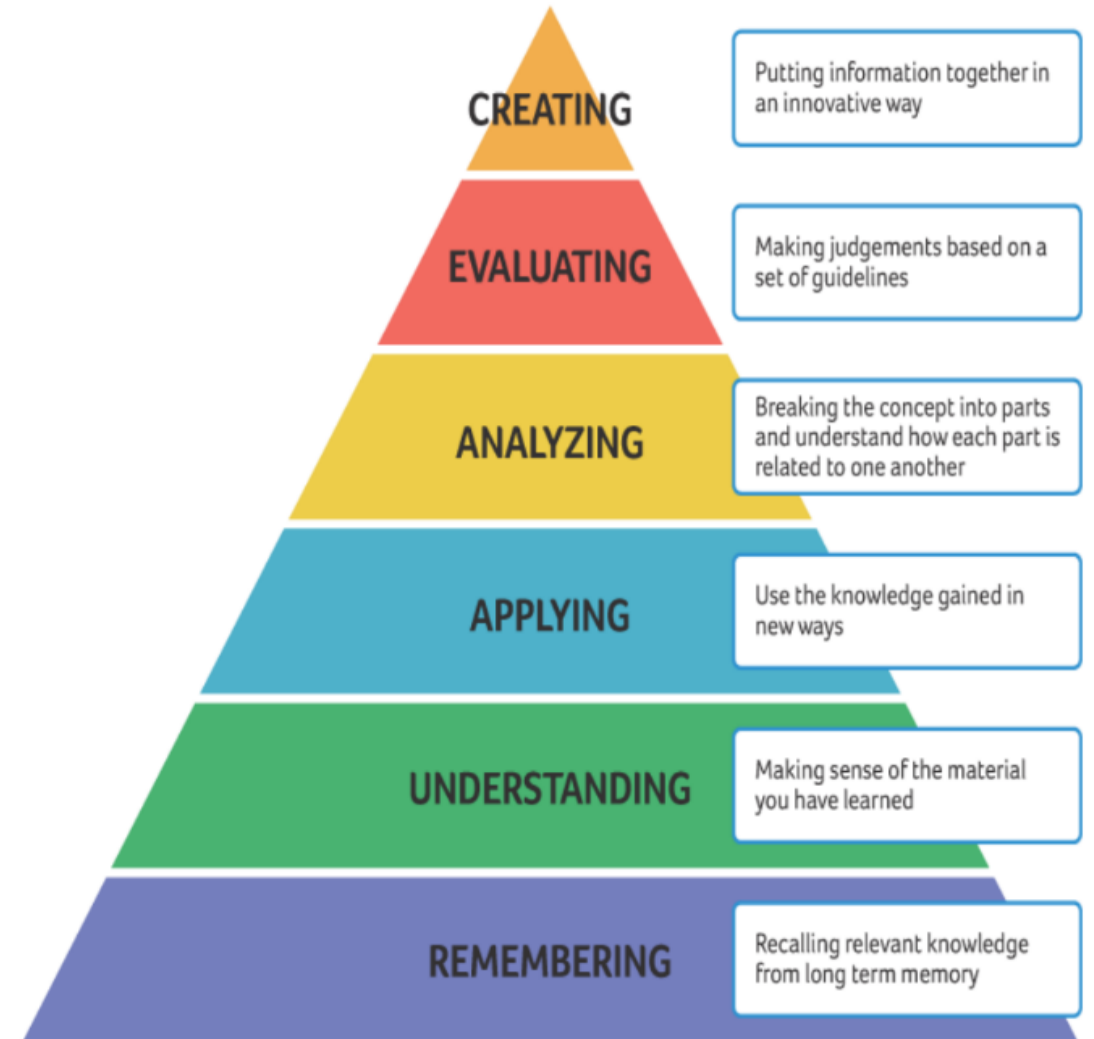 CREATING
Putting information together in
an innovative way
EVALUATING
Making judgements based on a
set of guidelines
ANALYZING
Breaking the concept into parts
and understand how each part is
related to one another
APPLYING
Use the knowledge gained in
new ways
UNDERSTANDING
Making sense of the material
you have learned
REMEMBERING
Recalling relevant knowledge
from long term memory